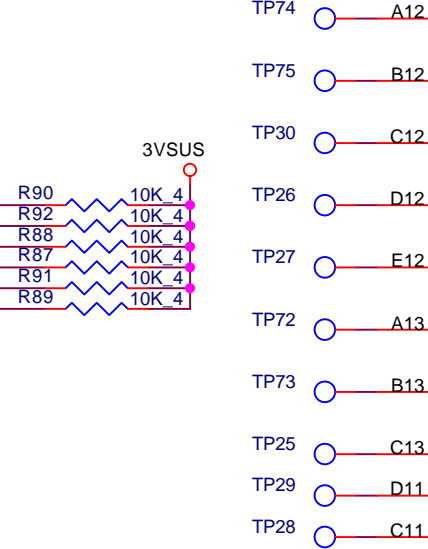 TP74 A12
TP75 B12
TP30 C12
3VSUS
R90 10K_4
R92 10K_4
R88 10K_4
R87 10K_4
R91 10K_4
R89 10K_4
TP26 D12
TP27 E12
TP72 A13
TP73 B13
TP25 C13
TP29 D11
TP28 C11